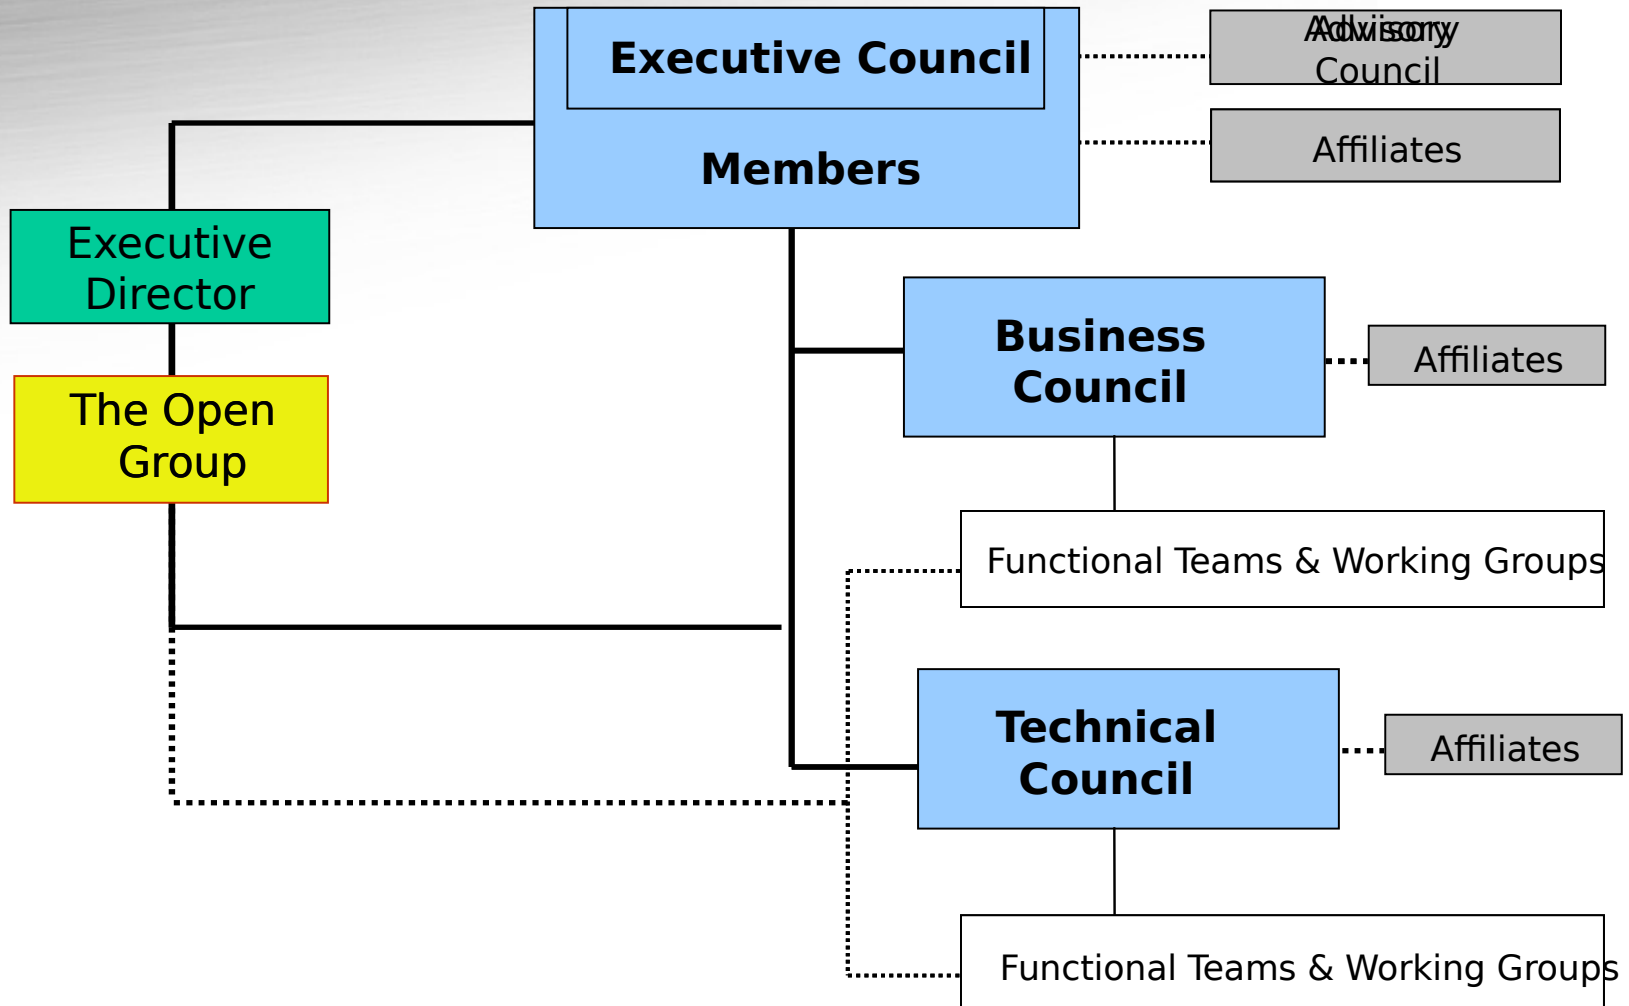 Executive Council
Members
Advisory
Council
Affiliates
Executive
Director
The Open
Group
Business
Council
Affiliates
Functional Teams & Working Groups
Technical
Council
Affiliates
Functional Teams & Working Groups